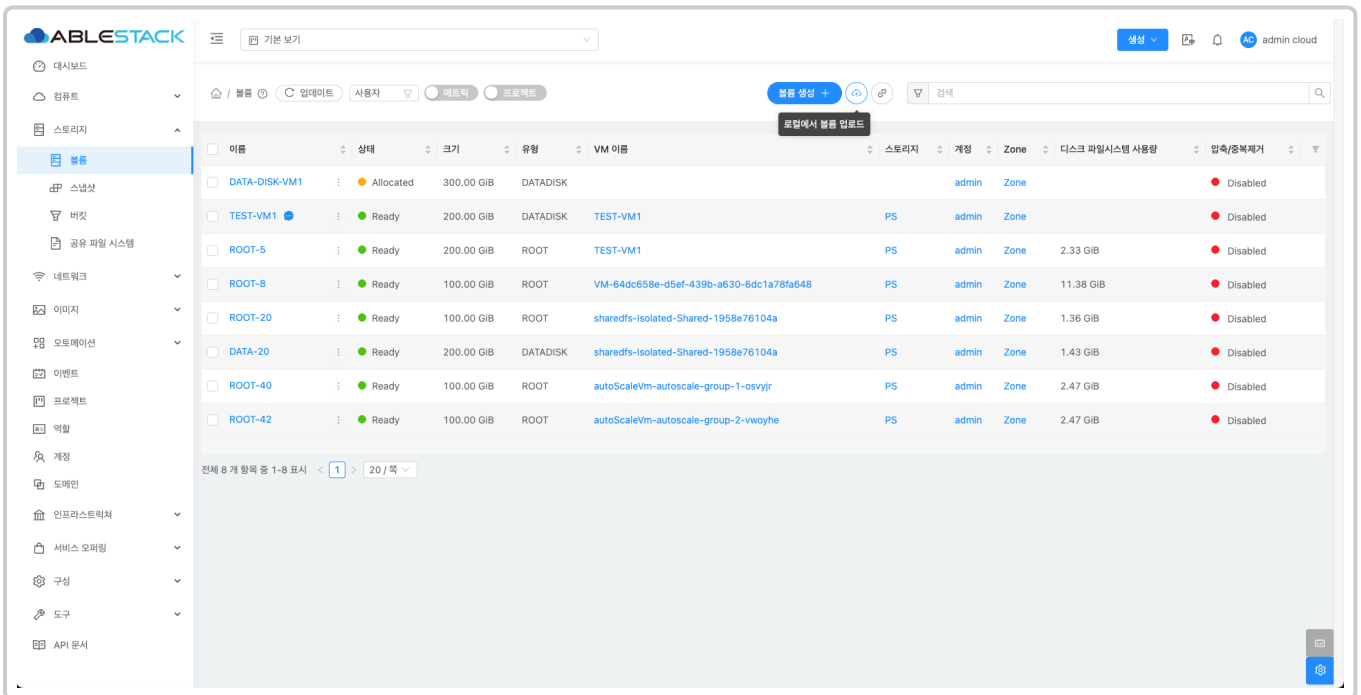 ABLESTACK
기본 보기
생성
AC admin cloud
대시보드
컴퓨트
스토리지
볼륨
스냅샷
버킷
공유 파일 시스템
네트워크
이미지
오토메이션
이벤트
프로젝트
역할
계정
도메인
인프라스트럭쳐
서비스 오퍼링
구성
도구
API 문서
/ 볼륨 업데이트 사용자 메트릭 프로젝트 볼륨 생성 + 검색
로컬에서 볼륨 업로드
이름 상태 크기 유형 VM 이름 스토리지 계정 Zone 디스크 파일시스템 사용량 압축/중복제거
DATA-DISK-VM1 Allocated 300.00 GiB DATADISK admin Zone Disabled
TEST-VM1 Ready 200.00 GiB DATADISK TEST-VM1 PS admin Zone Disabled
ROOT-5 Ready 200.00 GiB ROOT TEST-VM1 PS admin Zone 2.33 GiB Disabled
ROOT-8 Ready 100.00 GiB ROOT VM-64dc658e-d5ef-439b-a630-6dc1a78fa648 PS admin Zone 11.38 GiB Disabled
ROOT-20 Ready 100.00 GiB ROOT sharedfs-Isolated-Shared-1958e76104a PS admin Zone 1.36 GiB Disabled
DATA-20 Ready 200.00 GiB DATADISK sharedfs-Isolated-Shared-1958e76104a PS admin Zone 1.43 GiB Disabled
ROOT-40 Ready 100.00 GiB ROOT autoScaleVm-autoscale-group-1-osvyjr PS admin Zone 2.47 GiB Disabled
ROOT-42 Ready 100.00 GiB ROOT autoScaleVm-autoscale-group-2-vwoyhe PS admin Zone 2.47 GiB Disabled
전체 8 개 항목 중 1-8 표시 < 1 > 20 / 쪽